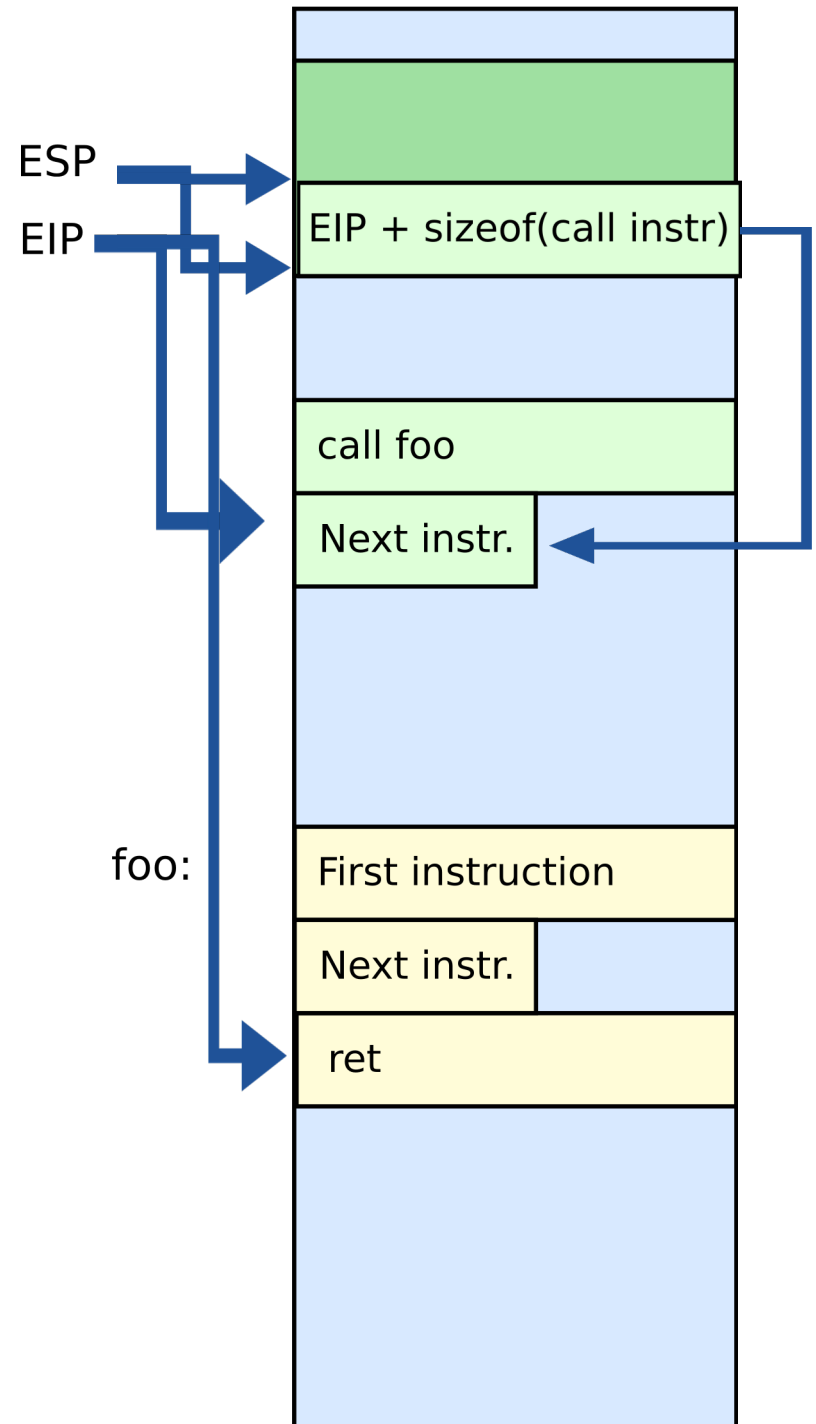 ESP
EIP
EIP + sizeof(call instr)
call foo
Next instr.
foo:
First instruction
Next instr.
ret